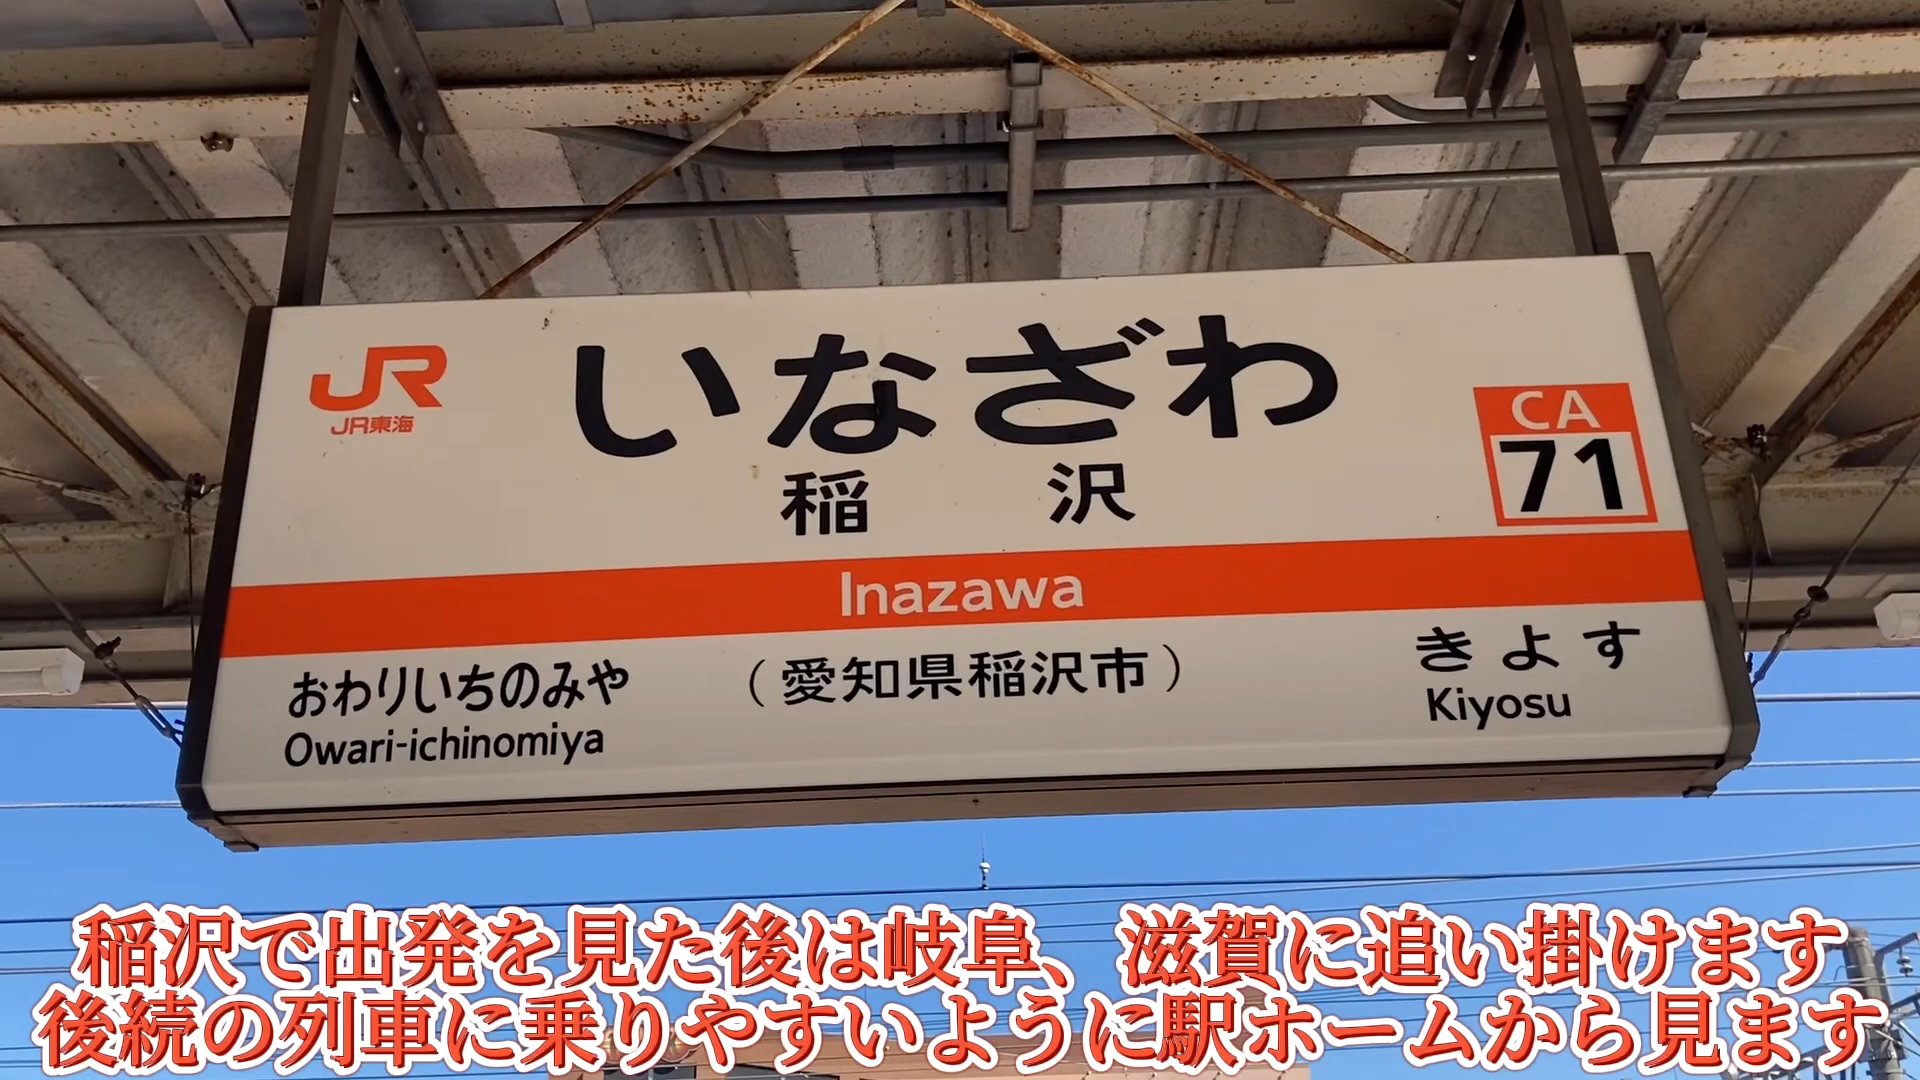 JR
JR東海
いなざわ
稲沢
CA
71
Inazawa
おわりいちのみや
Owari-ichinomiya
（愛知県稲沢市）
きよす
Kiyosu
稲沢で出発を見た後は岐阜、滋賀に追い掛けます
後続の列車に乗りやすいように駅ホームから見ます